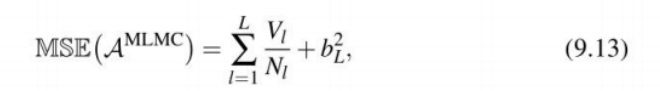 𝕄𝕊𝔼(𝒜^MLMC) = ∑_{l=1}^{L} V_l/N_l + b_L^2, (9.13)